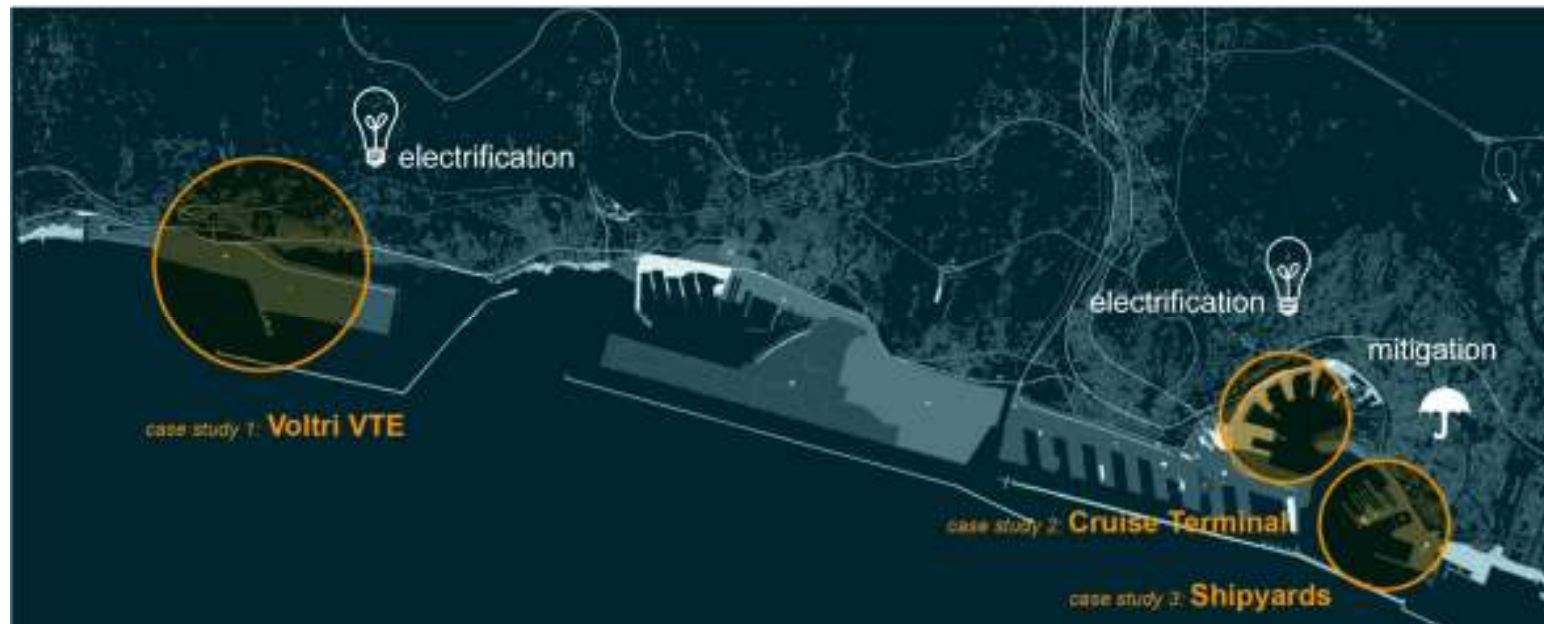 electrification
electrification
mitigation
case study 1: Voltri VTE
case study 2: Cruise Terminal
case study 3: Shipyards